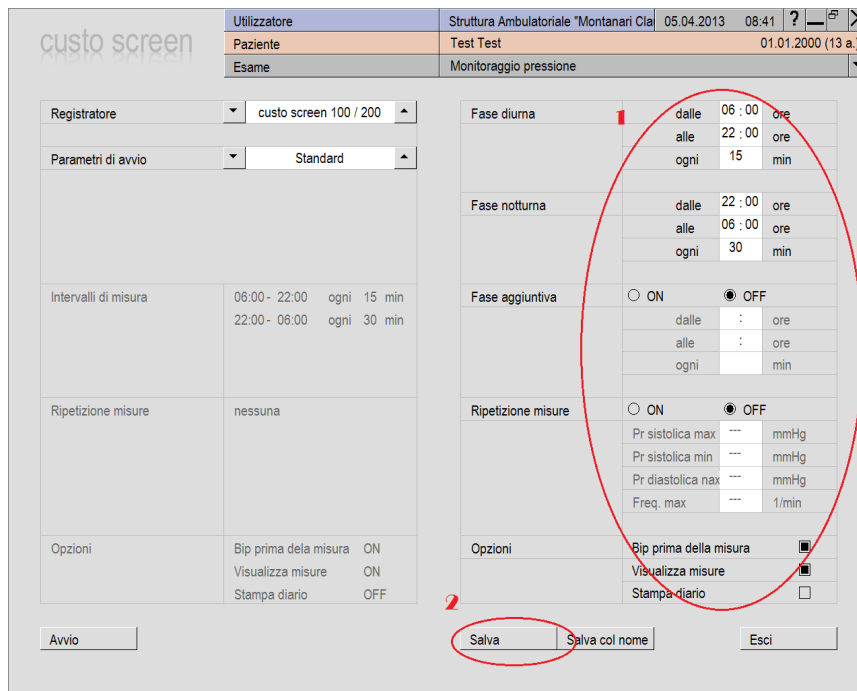 custo screen
Utilizzatore Struttura Ambulatoriale "Montanari Cla 05.04.2013 08:41 ?
Paziente Test Test 01.01.2000 (13 a.)
Esame Monitoraggio pressione
Registratore custo screen 100 / 200
Parametri di avvio Standard
Intervalli di misura 06:00 - 22:00 ogni 15 min
22:00 - 06:00 ogni 30 min
Ripetizione misure nessuna
Opzioni Bip prima dela misura ON
Visualizza misure ON
Stampa diario OFF
Avvio
1
Fase diurna dalle 06 : 00 ore
alle 22 : 00 ore
ogni 15 min
Fase notturna dalle 22 : 00 ore
alle 06 : 00 ore
ogni 30 min
Fase aggiuntiva ON OFF
dalle : ore
alle : ore
ogni min
Ripetizione misure ON OFF
Pr sistolica max --- mmHg
Pr sistolica min --- mmHg
Pr diastolica nax --- mmHg
Freq. max --- 1/min
Opzioni Bip prima della misura
Visualizza misure
Stampa diario
2
Salva Salva col nome Esci